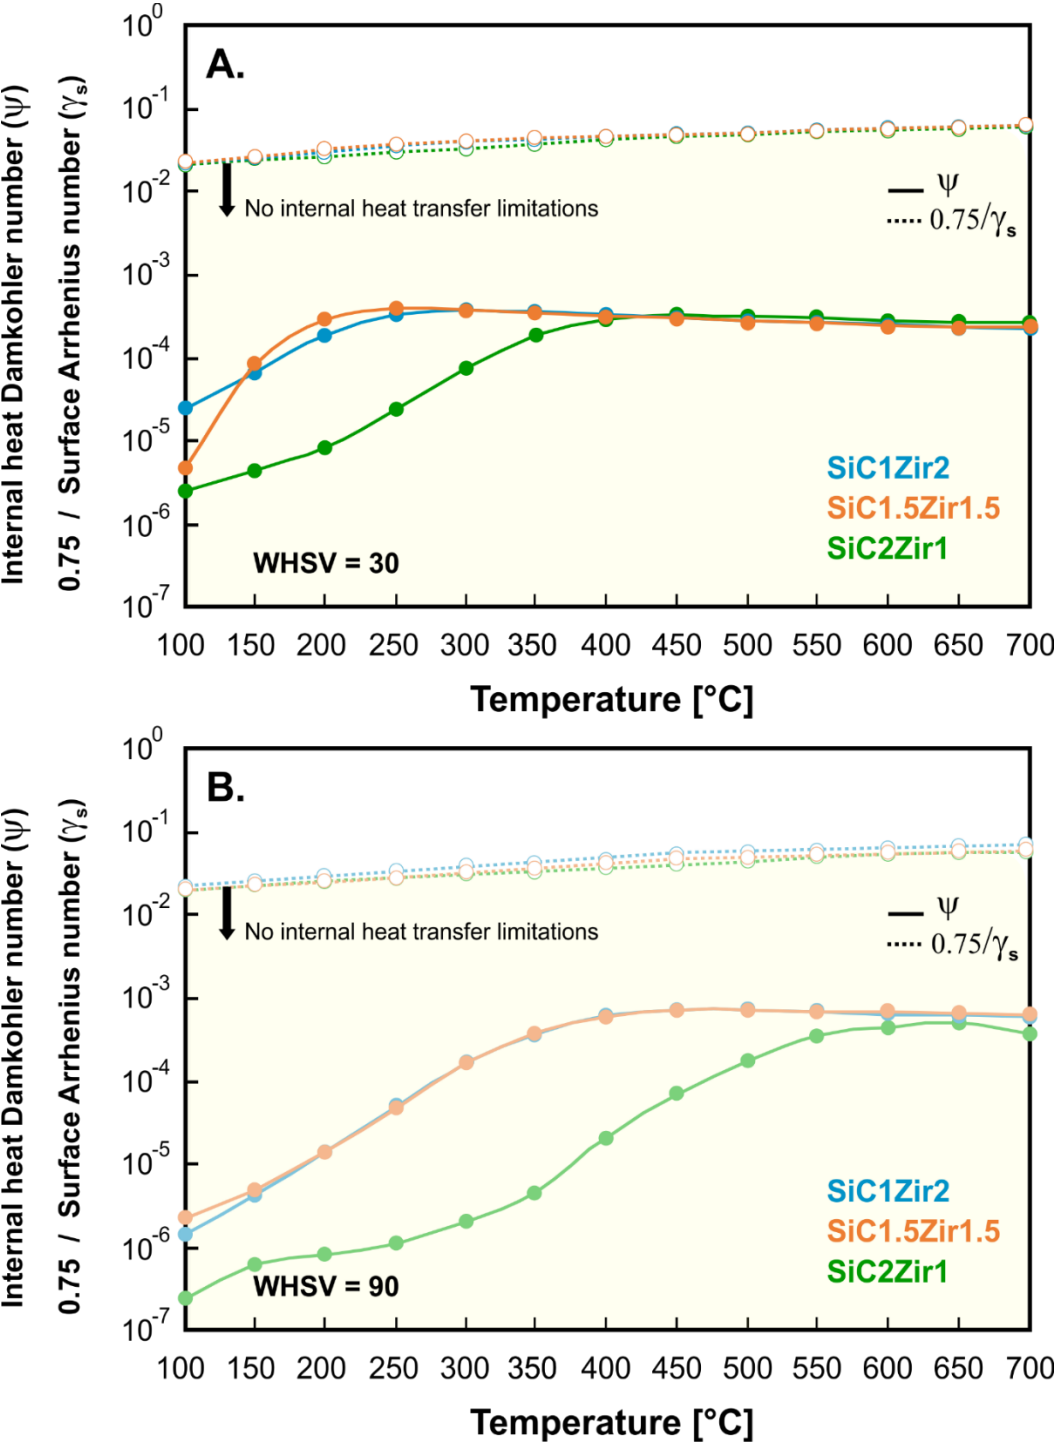 A.
Internal heat Damkohler number (ψ)
0.75 / Surface Arrhenius number (γs)
10^0
10^-1
10^-2
10^-3
10^-4
10^-5
10^-6
10^-7
No internal heat transfer limitations
ψ
0.75/γs
SiC1Zir2
SiC1.5Zir1.5
SiC2Zir1
WHSV = 30
100 150 200 250 300 350 400 450 500 550 600 650 700
Temperature [°C]
B.
Internal heat Damkohler number (ψ)
0.75 / Surface Arrhenius number (γs)
10^0
10^-1
10^-2
10^-3
10^-4
10^-5
10^-6
10^-7
No internal heat transfer limitations
ψ
0.75/γs
SiC1Zir2
SiC1.5Zir1.5
SiC2Zir1
WHSV = 90
100 150 200 250 300 350 400 450 500 550 600 650 700
Temperature [°C]